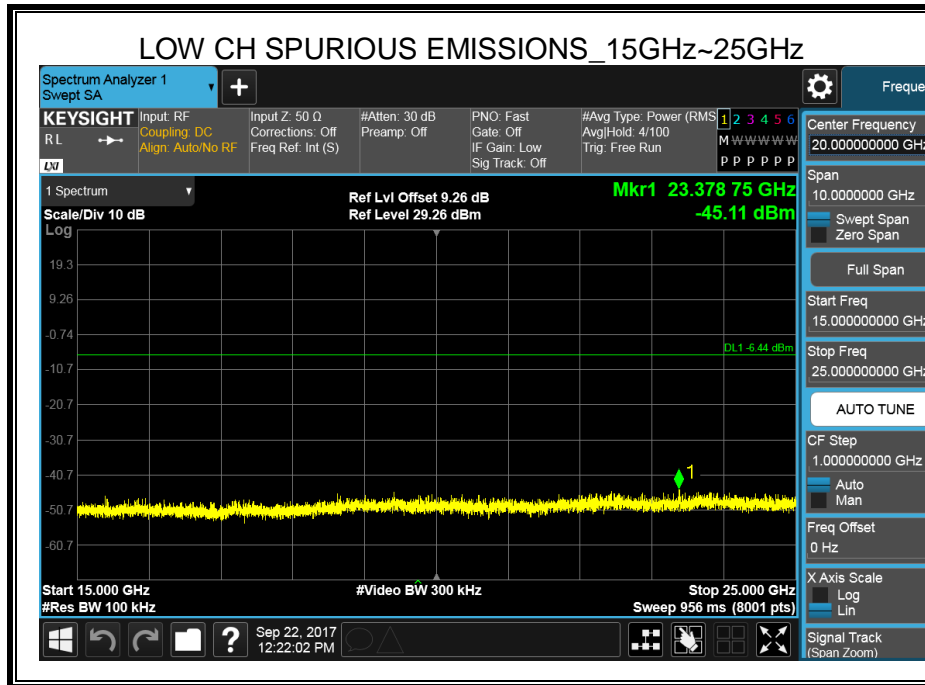 LOW CH SPURIOUS EMISSIONS_15GHz~25GHz
Spectrum Analyzer 1
Swept SA
+
Freque
KEYSIGHT
RL
LXI
Input: RF
Coupling: DC
Align: Auto/No RF
Input Z: 50 Ω
Corrections: Off
Freq Ref: Int (S)
#Atten: 30 dB
Preamp: Off
PNO: Fast
Gate: Off
IF Gain: Low
Sig Track: Off
#Avg Type: Power (RMS
Avg|Hold: 4/100
Trig: Free Run
1 2 3 4 5 6
M W W W W W
P P P P P P
1 Spectrum
Scale/Div 10 dB
Log
Ref Lvl Offset 9.26 dB
Ref Level 29.26 dBm
Mkr1 23.378 75 GHz
-45.11 dBm
19.3
9.26
-0.74
DL1 -6.44 dBm
-10.7
-20.7
-30.7
-40.7
1
-50.7
-60.7
Start 15.000 GHz
#Res BW 100 kHz
#Video BW 300 kHz
Stop 25.000 GHz
Sweep 956 ms (8001 pts)
?
Sep 22, 2017
12:22:02 PM
Center Frequency
20.000000000 GHz
Span
10.0000000 GHz
Swept Span
Zero Span
Full Span
Start Freq
15.000000000 GHz
Stop Freq
25.000000000 GHz
AUTO TUNE
CF Step
1.000000000 GHz
Auto
Man
Freq Offset
0 Hz
X Axis Scale
Log
Lin
Signal Track
(Span Zoom)